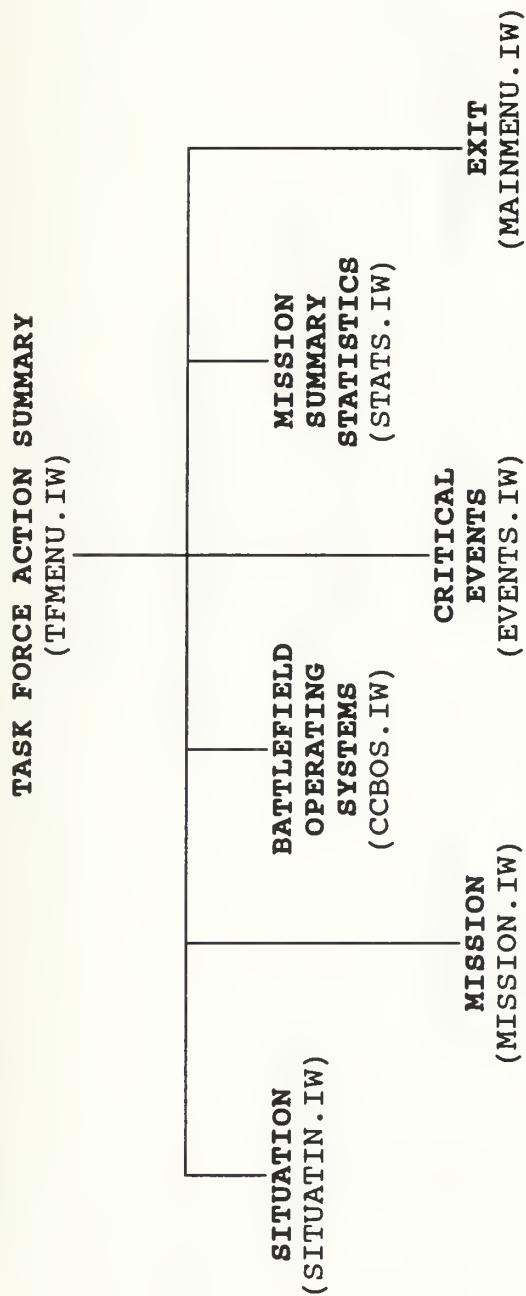 TASK FORCE ACTION SUMMARY
(TFMENU.IW)
SITUATION
(SITUATIN.IW)
MISSION
(MISSION.IW)
BATTLEFIELD
OPERATING
SYSTEMS
(CCBOS.IW)
CRITICAL
EVENTS
(EVENTS.IW)
MISSION
SUMMARY
STATISTICS
(STATS.IW)
EXIT
(MAINMENU.IW)